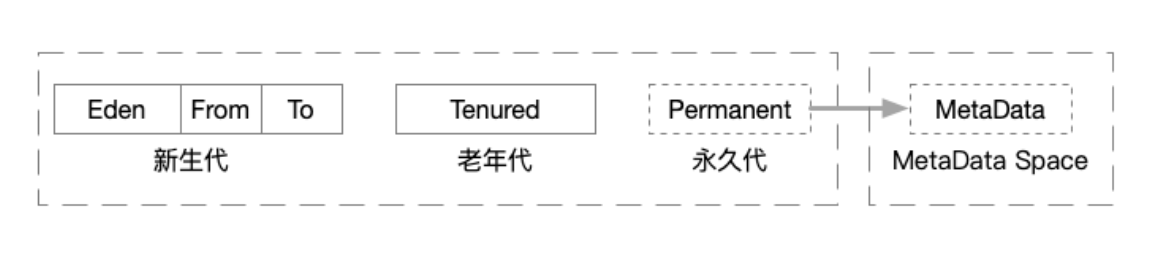 Eden From To Tenured Permanent MetaData
新生代 老年代 永久代 MetaData Space